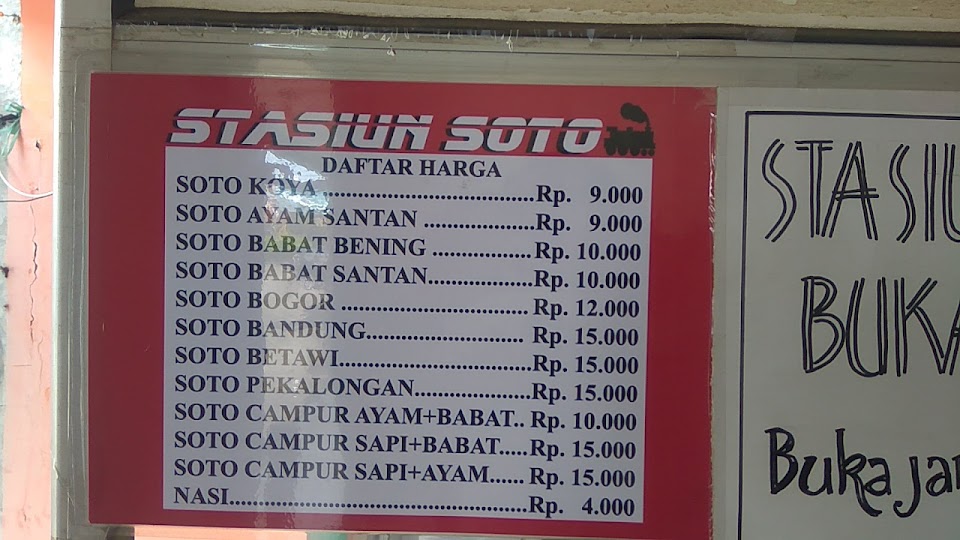 STASIUN SOTO
DAFTAR HARGA
SOTO KOYA ................................Rp. 9.000
SOTO AYAM SANTAN .................Rp. 9.000
SOTO BABAT BENING ...............Rp. 10.000
SOTO BABAT SANTAN................Rp. 10.000
SOTO BOGOR ............................ Rp. 12.000
SOTO BANDUNG........................ Rp. 15.000
SOTO BETAWI.............................Rp. 15.000
SOTO PEKALONGAN..................Rp. 15.000
SOTO CAMPUR AYAM+BABAT.. Rp. 10.000
SOTO CAMPUR SAPI+BABAT.....Rp. 15.000
SOTO CAMPUR SAPI+AYAM...... Rp. 15.000
NASI.............................................Rp. 4.000
BUKA
Buka